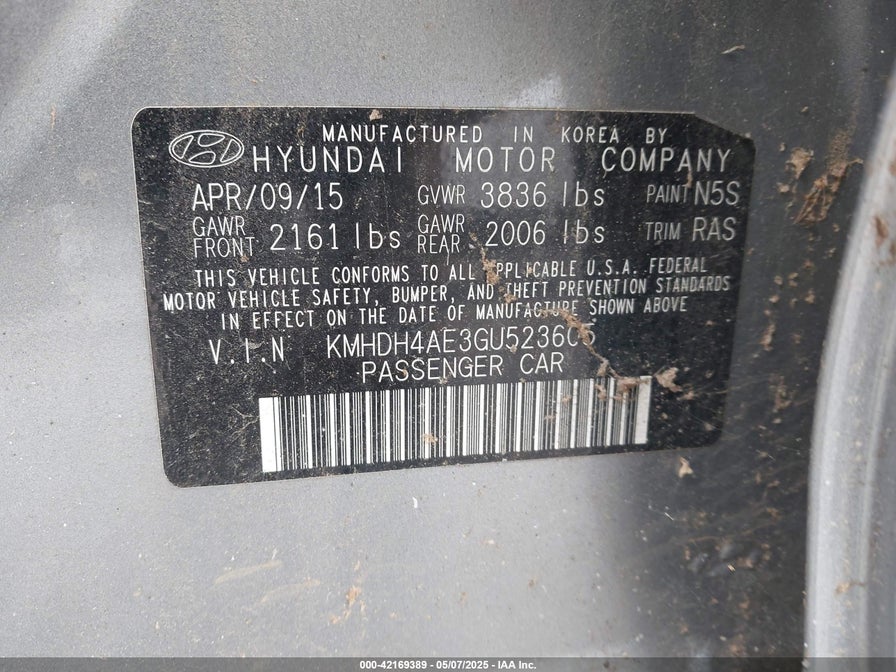 MANUFACTURED IN KOREA BY
HYUNDAI MOTOR COMPANY
APR/09/15 GVWR 3836 lbs PAINT N5S
GAWR FRONT 2161 lbs GAWR REAR 2006 lbs TRIM RAS
THIS VEHICLE CONFORMS TO ALL APPLICABLE U.S.A. FEDERAL
MOTOR VEHICLE SAFETY, BUMPER, AND THEFT PREVENTION STANDARDS
IN EFFECT ON THE DATE OF MANUFACTURE SHOWN ABOVE
V.I.N KMHDH4AE3GU523605
PASSENGER CAR
000-42169389 - 05/07/2025 - IAA Inc.